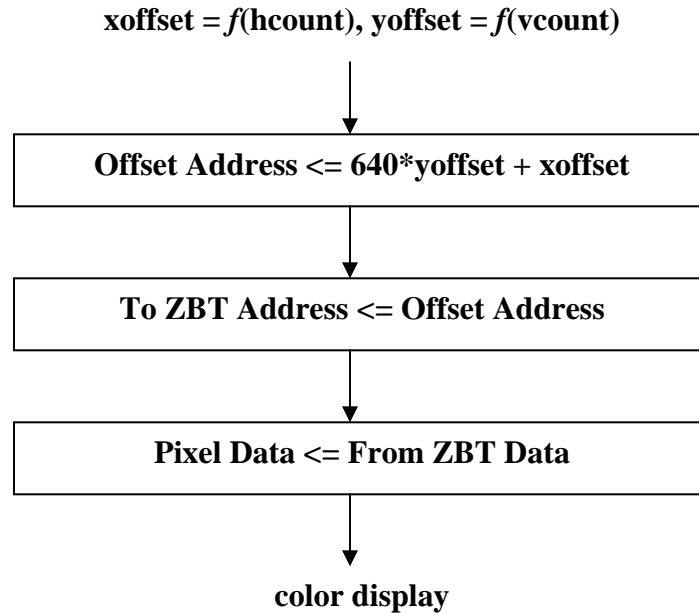 xoffset = f(hcount), yoffset = f(vcount)
Offset Address <= 640*yoffset + xoffset
To ZBT Address <= Offset Address
Pixel Data <= From ZBT Data
color display